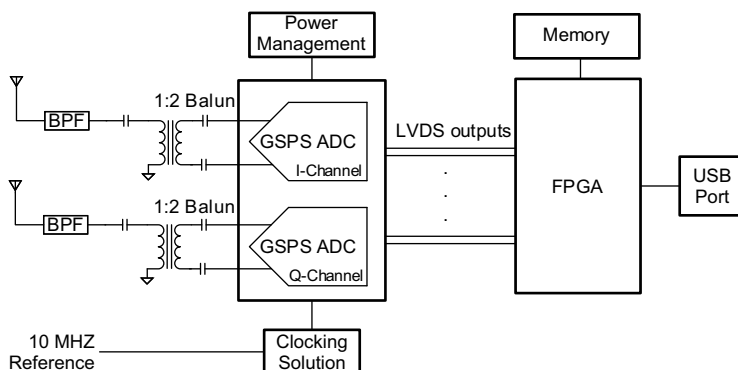 Power
Management
Memory
1:2 Balun
BPF
GSPS ADC
I-Channel
LVDS outputs
FPGA
USB
Port
1:2 Balun
BPF
GSPS ADC
Q-Channel
10 MHZ
Reference
Clocking
Solution